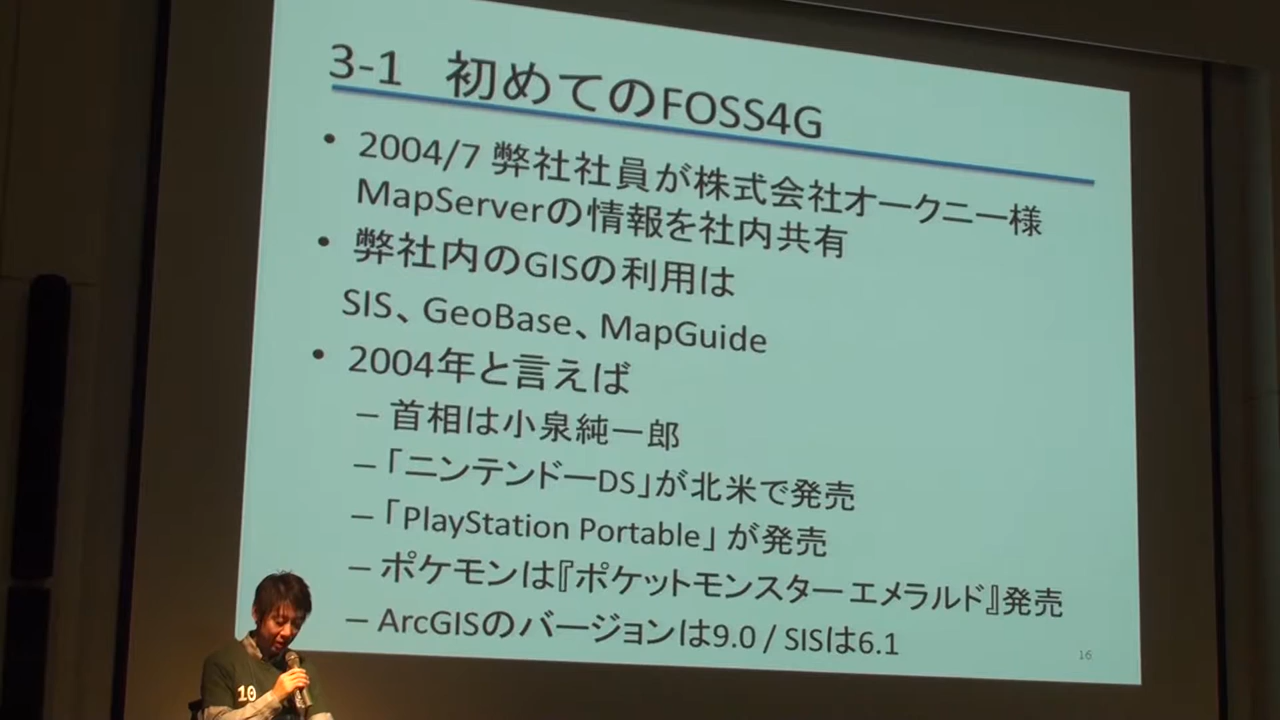 3-1 初めてのFOSS4G
• 2004/7 弊社社員が株式会社オークニー様
MapServerの情報を社内共有
• 弊社内のGISの利用は
SIS、GeoBase、MapGuide
• 2004年と言えば
– 首相は小泉純一郎
– 「ニンテンドーDS」が北米で発売
– 「PlayStation Portable」 が発売
– ポケモンは『ポケットモンスター エメラルド』発売
– ArcGISのバージョンは9.0 / SISは6.1
16
10